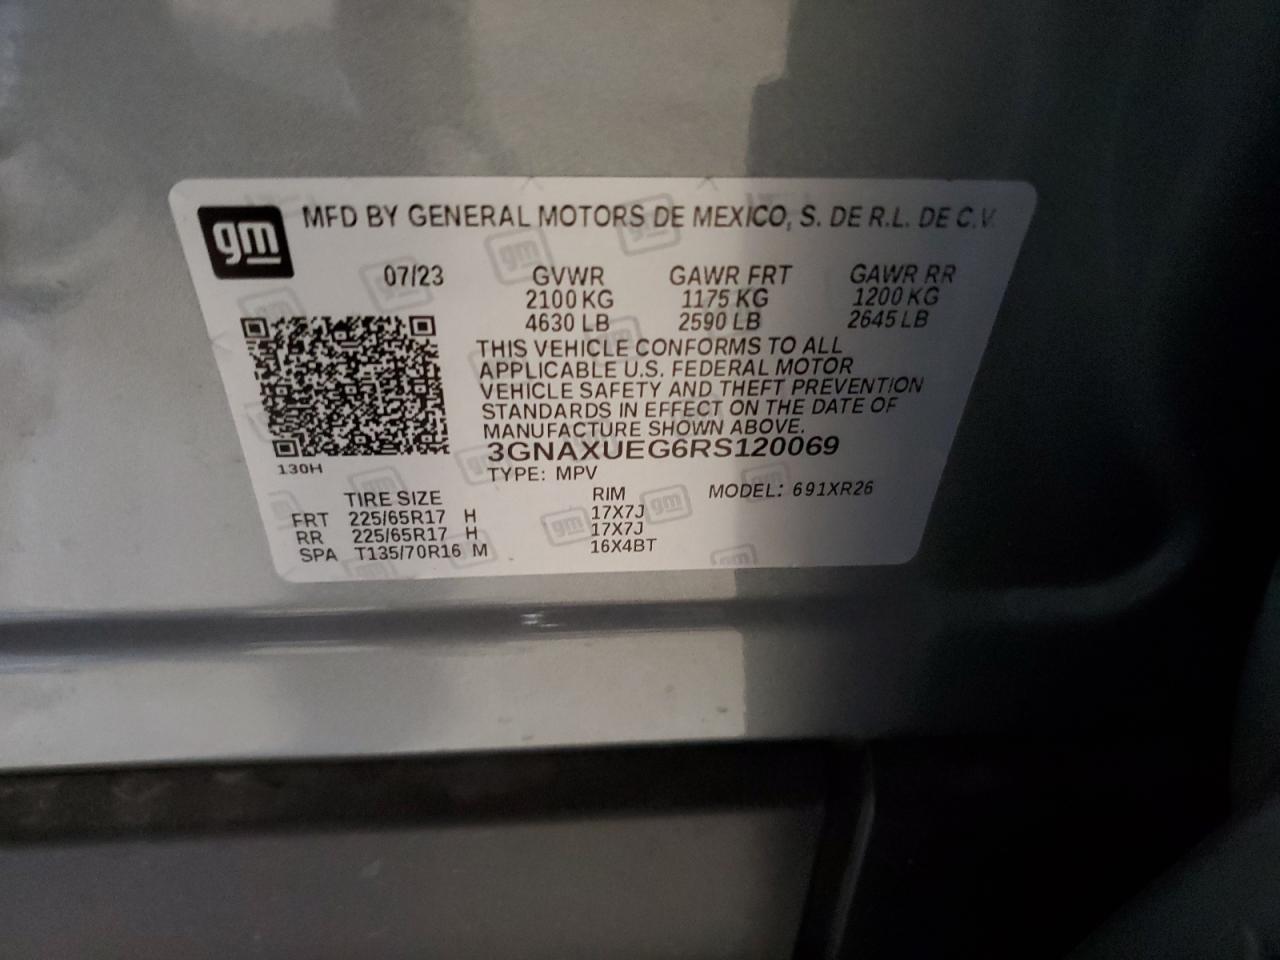 gm MFD BY GENERAL MOTORS DE MEXICO, S. DE R.L. DE C.V.
07/23 GVWR GAWR FRT GAWR RR
2100 KG 1175 KG 1200 KG
4630 LB 2590 LB 2645 LB
THIS VEHICLE CONFORMS TO ALL
APPLICABLE U.S. FEDERAL MOTOR
VEHICLE SAFETY AND THEFT PREVENTION
STANDARDS IN EFFECT ON THE DATE OF
MANUFACTURE SHOWN ABOVE.
3GNAXUEG6RS120069
130H TYPE: MPV
TIRE SIZE RIM MODEL: 691XR26
FRT 225/65R17 H 17X7J
RR 225/65R17 H 17X7J
SPA T135/70R16 M 16X4BT